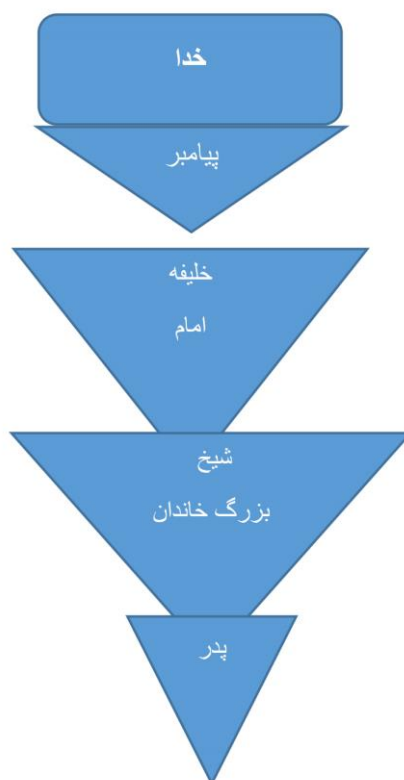 خدا
پیامبر
خلیفه
امام
شیخ
بزرگ خاندان
پدر